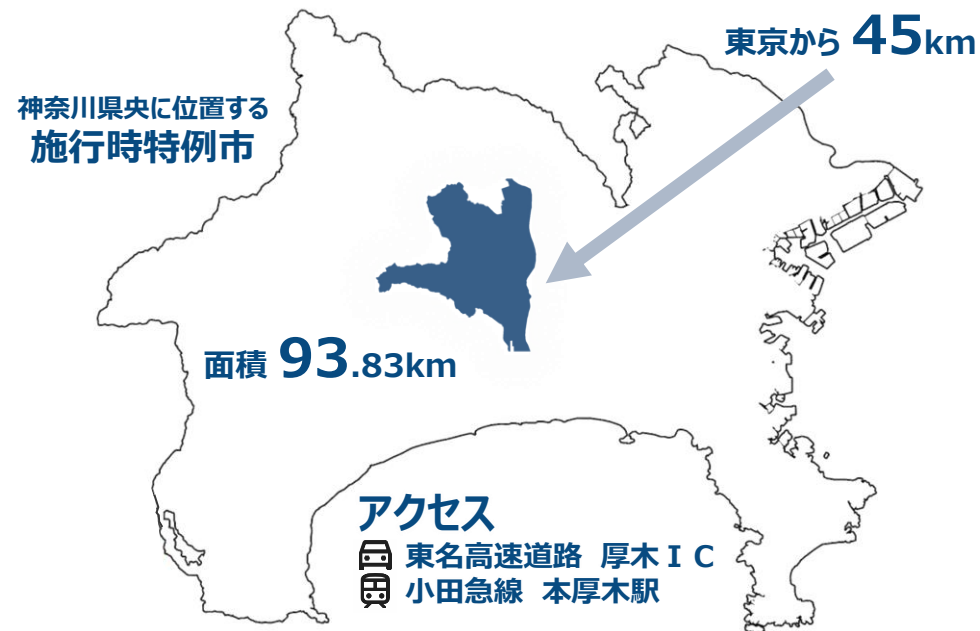 東京から 45km
神奈川県央に位置する
施行時特例市
面積 93.83km
アクセス
東名高速道路 厚木ＩＣ
小田急線 本厚木駅